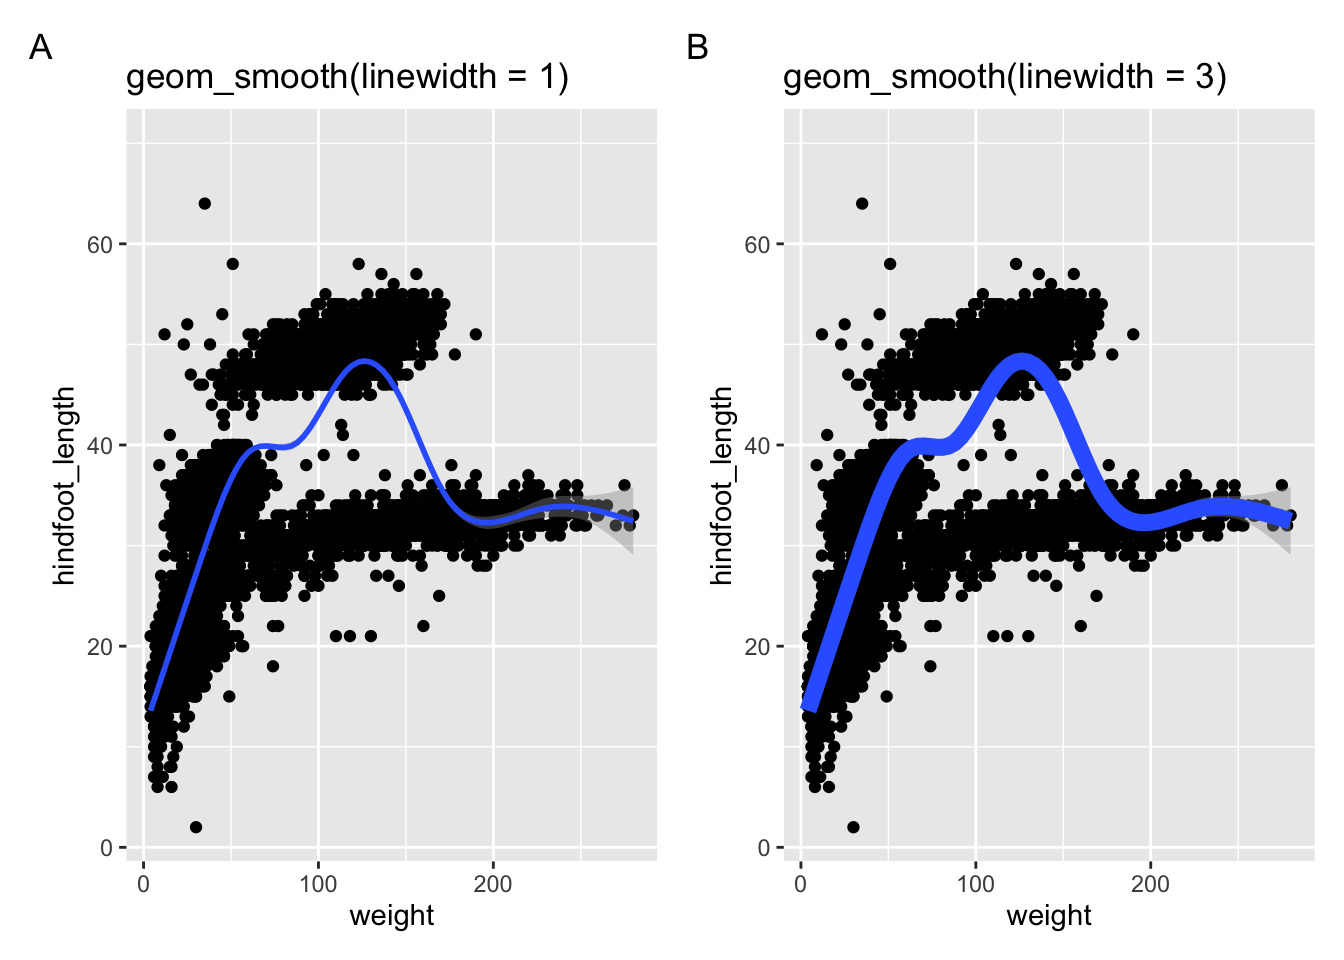 A
geom_smooth(linewidth = 1)
hindfoot_length
60
40
20
0
0 100 200
weight
B
geom_smooth(linewidth = 3)
hindfoot_length
60
40
20
0
0 100 200
weight